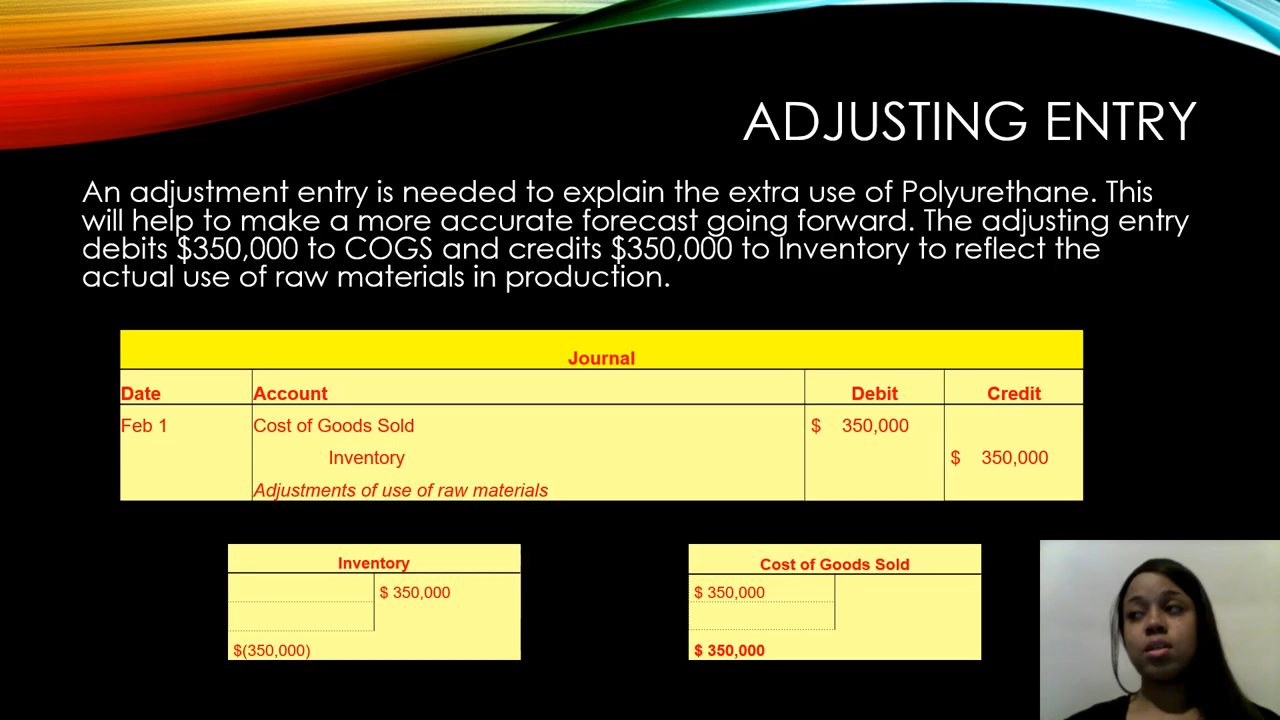 ADJUSTING ENTRY
An adjustment entry is needed to explain the extra use of Polyurethane. This
will help to make a more accurate forecast going forward. The adjusting entry
debits $350,000 to COGS and credits $350,000 to Inventory to reflect the
actual use of raw materials in production.
Journal
Date Account Debit Credit
Feb 1 Cost of Goods Sold $ 350,000
Inventory $ 350,000
Adjustments of use of raw materials
Inventory
$ 350,000
$(350,000)
Cost of Goods Sold
$ 350,000
$ 350,000